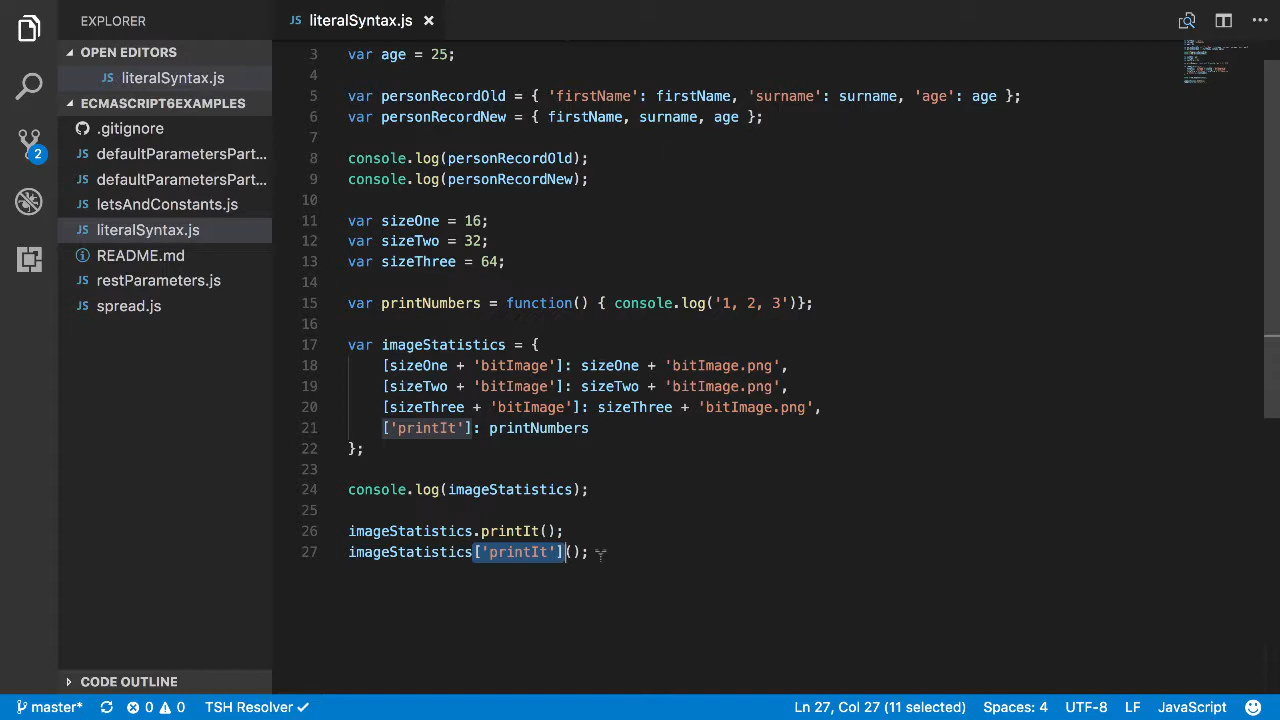 EXPLORER
OPEN EDITORS
JS literalSyntax.js
ECMASCRIPT6EXAMPLES
.gitignore
JS defaultParametersPart...
JS defaultParametersPart...
JS letsAndConstants.js
JS literalSyntax.js
README.md
JS restParameters.js
JS spread.js
CODE OUTLINE
2
JS literalSyntax.js
3 var age = 25;
4
5 var personRecordOld = { 'firstName': firstName, 'surname': surname, 'age': age };
6 var personRecordNew = { firstName, surname, age };
7
8 console.log(personRecordOld);
9 console.log(personRecordNew);
10
11 var sizeOne = 16;
12 var sizeTwo = 32;
13 var sizeThree = 64;
14
15 var printNumbers = function() { console.log('1, 2, 3')};
16
17 var imageStatistics = {
18 [sizeOne + 'bitImage']: sizeOne + 'bitImage.png',
19 [sizeTwo + 'bitImage']: sizeTwo + 'bitImage.png',
20 [sizeThree + 'bitImage']: sizeThree + 'bitImage.png',
21 ['printIt']: printNumbers
22 };
23
24 console.log(imageStatistics);
25
26 imageStatistics.printIt();
27 imageStatistics['printIt']();
master* 0 0 TSH Resolver Ln 27, Col 27 (11 selected) Spaces: 4 UTF-8 LF JavaScript